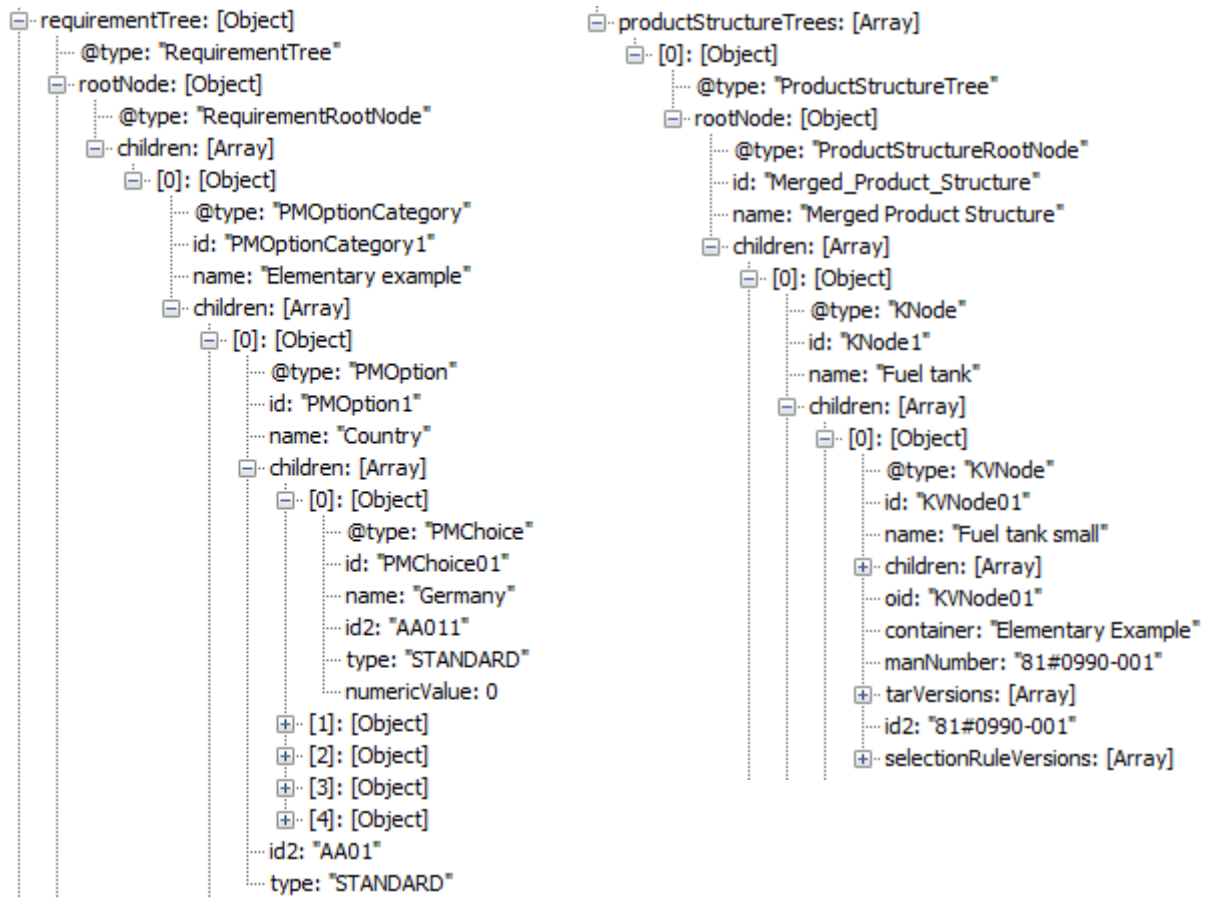 requirementTree: [Object]
@type: "RequirementTree"
rootNode: [Object]
@type: "RequirementRootNode"
children: [Array]
[0]: [Object]
@type: "PMOptionCategory"
id: "PMOptionCategory1"
name: "Elementary example"
children: [Array]
[0]: [Object]
@type: "PMOption"
id: "PMOption1"
name: "Country"
children: [Array]
[0]: [Object]
@type: "PMChoice"
id: "PMChoice01"
name: "Germany"
id2: "AA011"
type: "STANDARD"
numericValue: 0
[1]: [Object]
[2]: [Object]
[3]: [Object]
[4]: [Object]
id2: "AA01"
type: "STANDARD"
productStructureTrees: [Array]
[0]: [Object]
@type: "ProductStructureTree"
rootNode: [Object]
@type: "ProductStructureRootNode"
id: "Merged_Product_Structure"
name: "Merged Product Structure"
children: [Array]
[0]: [Object]
@type: "KNode"
id: "KNode1"
name: "Fuel tank"
children: [Array]
[0]: [Object]
@type: "KVNode"
id: "KVNode01"
name: "Fuel tank small"
children: [Array]
oid: "KVNode01"
container: "Elementary Example"
manNumber: "81#0990-001"
tarVersions: [Array]
id2: "81#0990-001"
selectionRuleVersions: [Array]